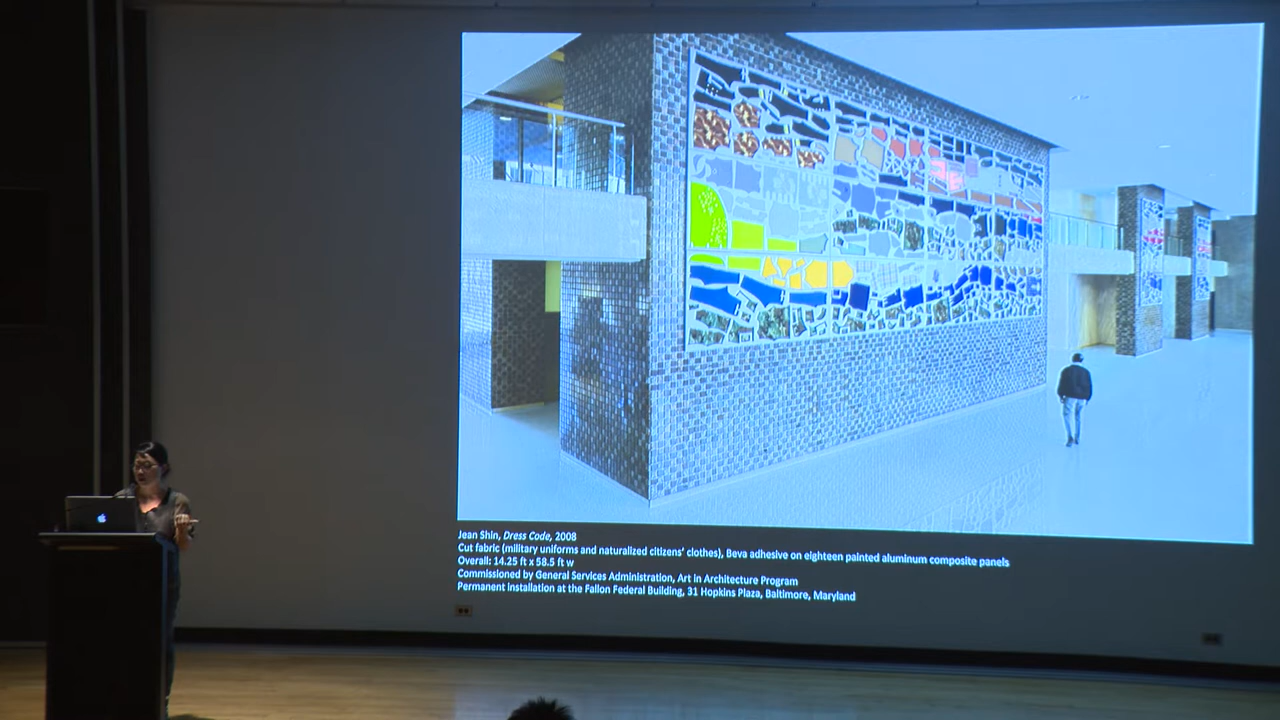 Jean Shin, Dress Code, 2008
Cut fabric (military uniforms and naturalized citizens' clothes), Beva adhesive on eighteen painted aluminum composite panels
Overall: 14.25 ft x 58.5 ft w
Commissioned by General Services Administration, Art in Architecture Program
Permanent installation at the Fallon Federal Building, 31 Hopkins Plaza, Baltimore, Maryland